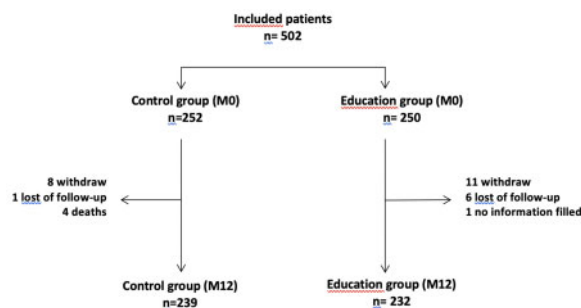 Included patients
n= 502
Control group (M0)
n=252
Education group (M0)
n= 250
8 withdraw
1 lost of follow-up
4 deaths
11 withdraw
6 lost of follow-up
1 no information filled
Control group (M12)
n=239
Education group (M12)
n= 232